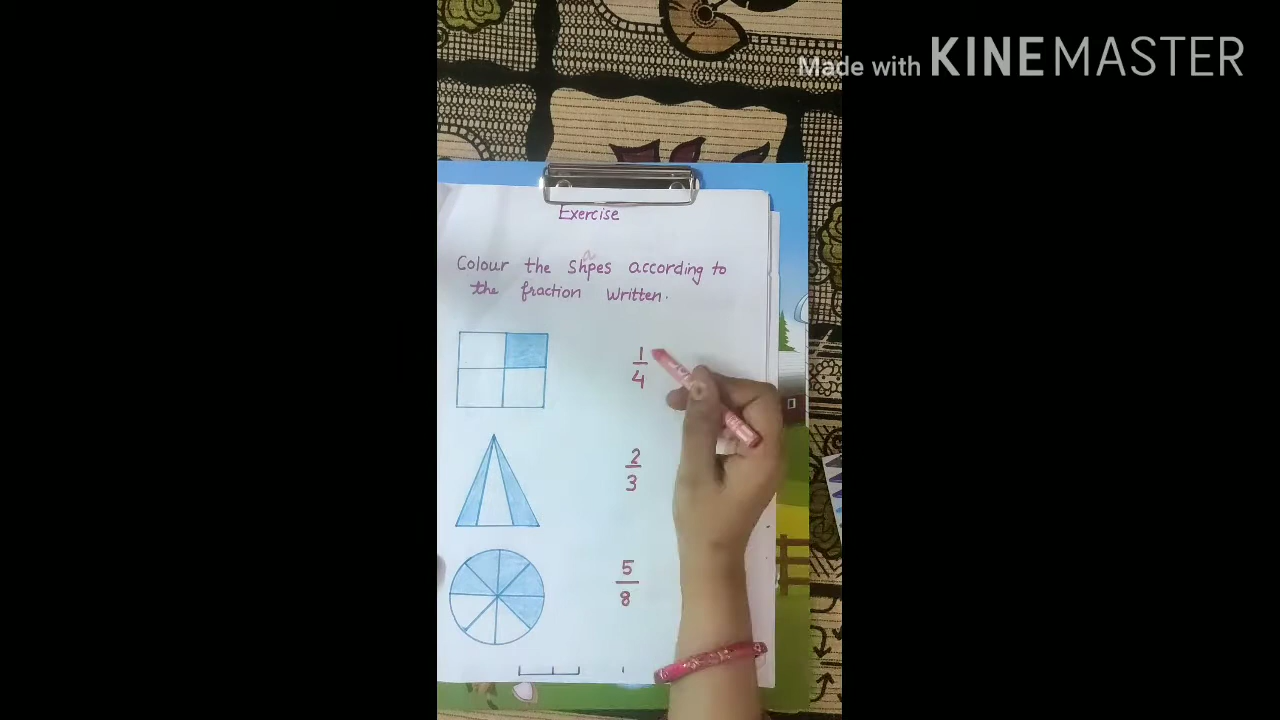 Made with KINEMASTER
Exercise
a
Colour the shpes according to
the fraction written.
1
4
2
3
5
8